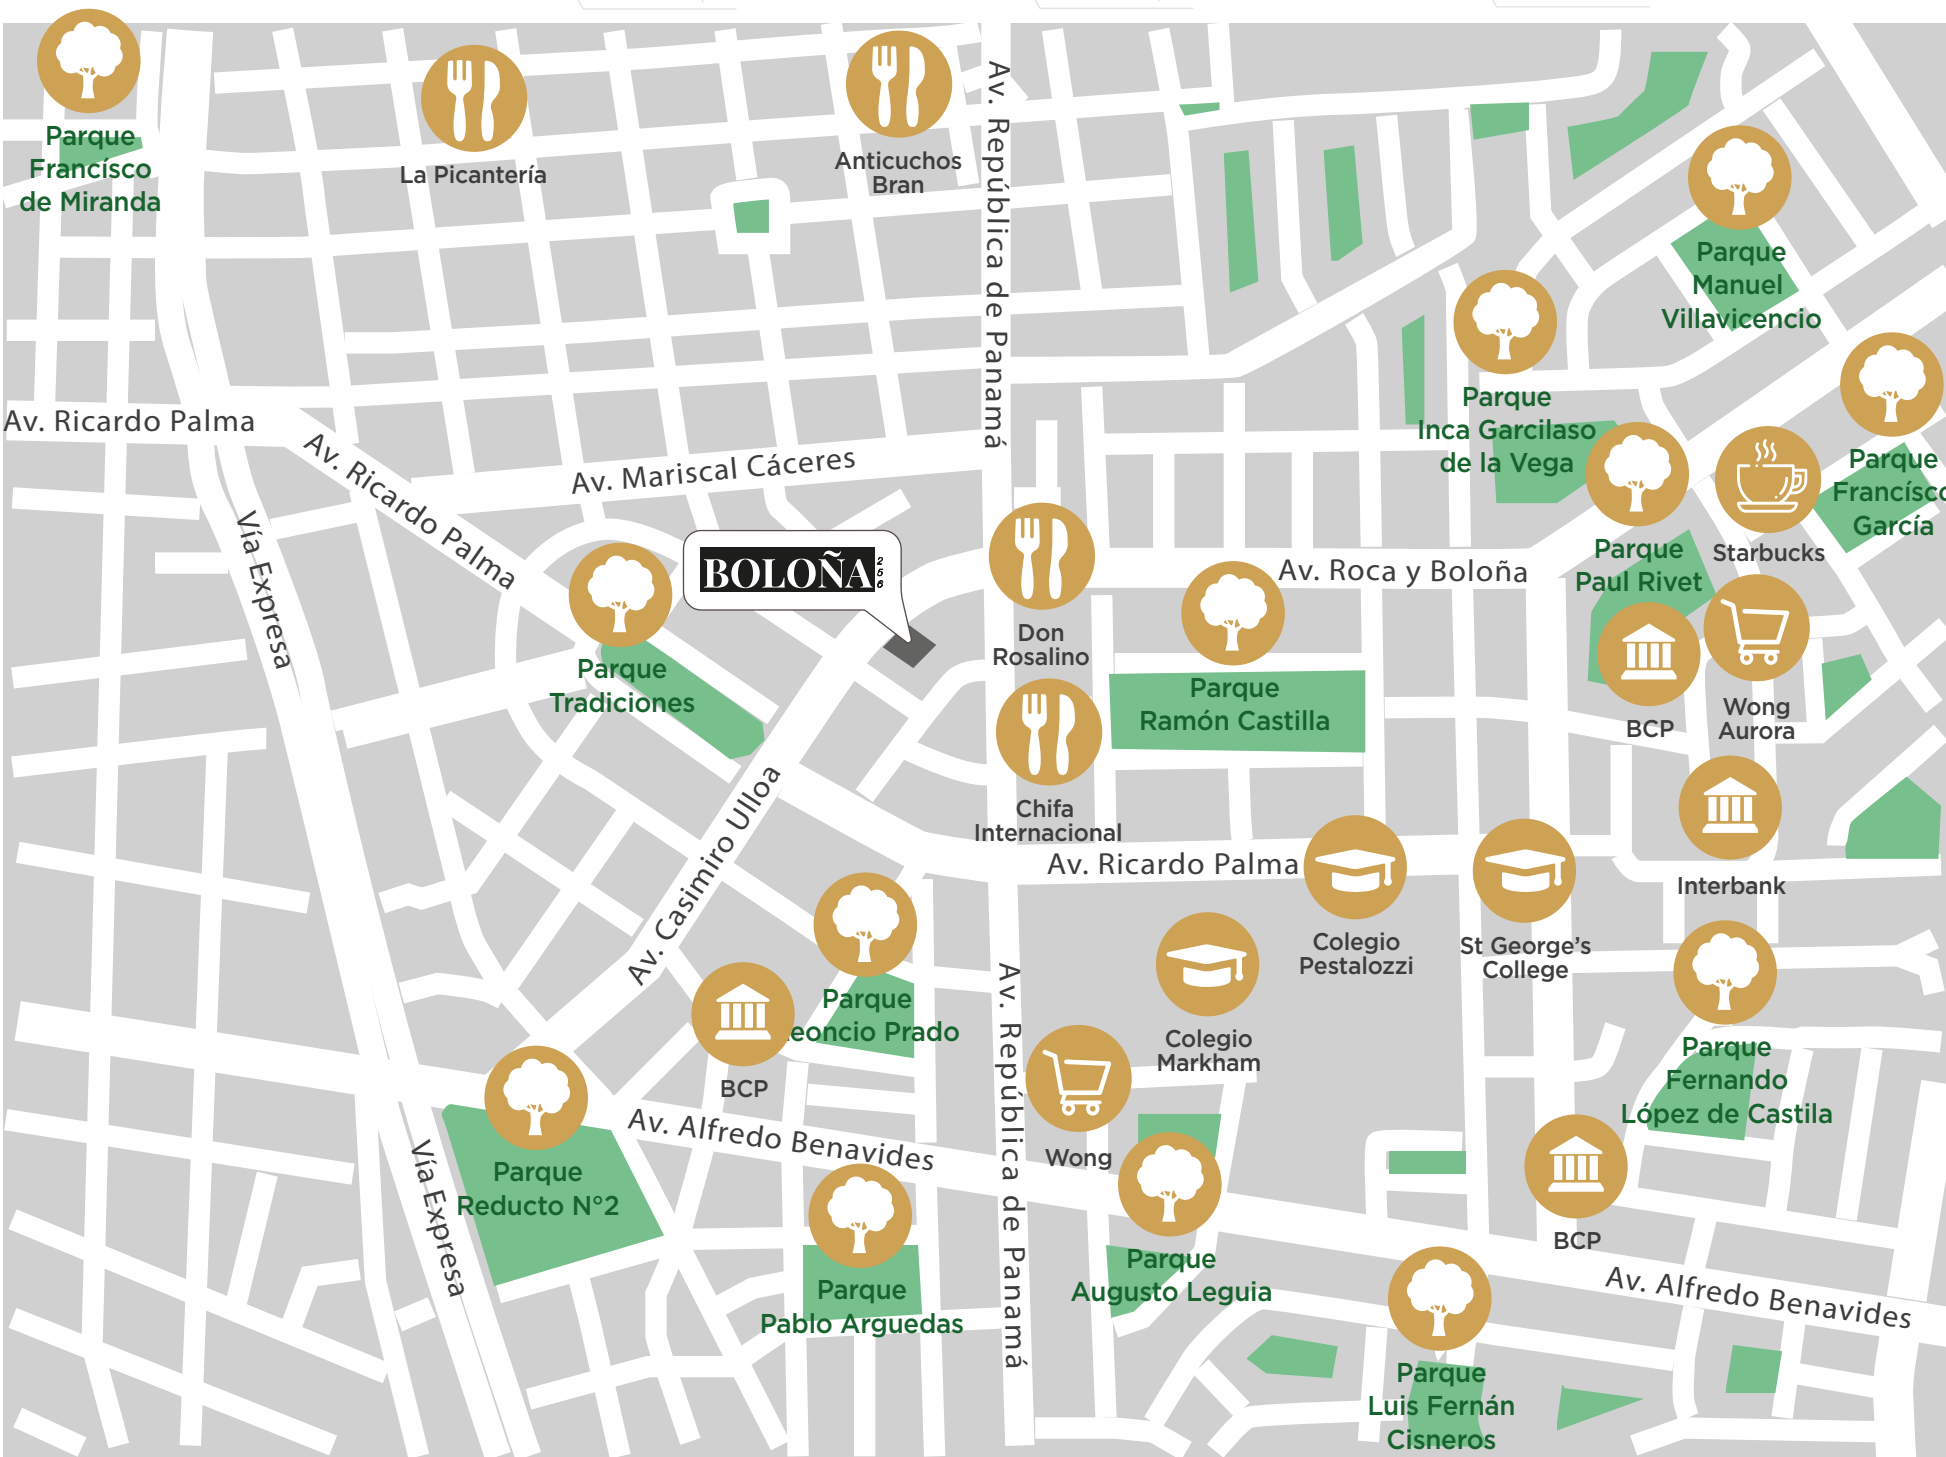 Parque
Francísco
de Miranda
La Picantería
Anticuchos
Bran
Av. República de Panamá
Parque
Manuel
Villavicencio
Parque
Inca Garcilaso
de la Vega
Parque
Francísco
García
Av. Ricardo Palma
Av. Ricardo Palma
Av. Mariscal Cáceres
Vía Expresa
BOLOÑA
256
Parque
Tradiciones
Don
Rosalino
Av. Roca y Boloña
Parque
Paul Rivet
Starbucks
Parque
Ramón Castilla
BCP
Wong
Aurora
Chifa
Internacional
Av. Casimiro Ulloa
Av. Ricardo Palma
Interbank
Colegio
Pestalozzi
St George's
College
Parque
eoncio Prado
BCP
Colegio
Markham
Av. República de Panamá
Parque
Fernando
López de Castila
Av. Alfredo Benavides
Wong
Parque
Reducto N°2
Vía Expresa
BCP
Parque
Pablo Arguedas
Parque
Augusto Leguia
Av. Alfredo Benavides
Parque
Luis Fernán
Cisneros